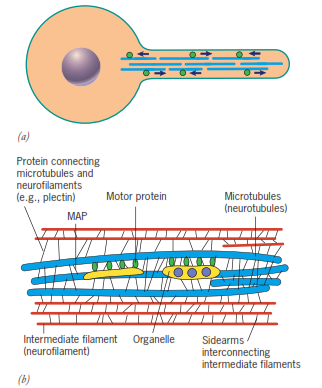 (a)
Protein connecting
microtubules and
neurofilaments
(e.g., plectin)
Motor protein
Microtubules
(neurotubules)
MAP
Intermediate filament
(neurofilament)
Organelle
Sidearms
interconnecting
intermediate filaments
(b)